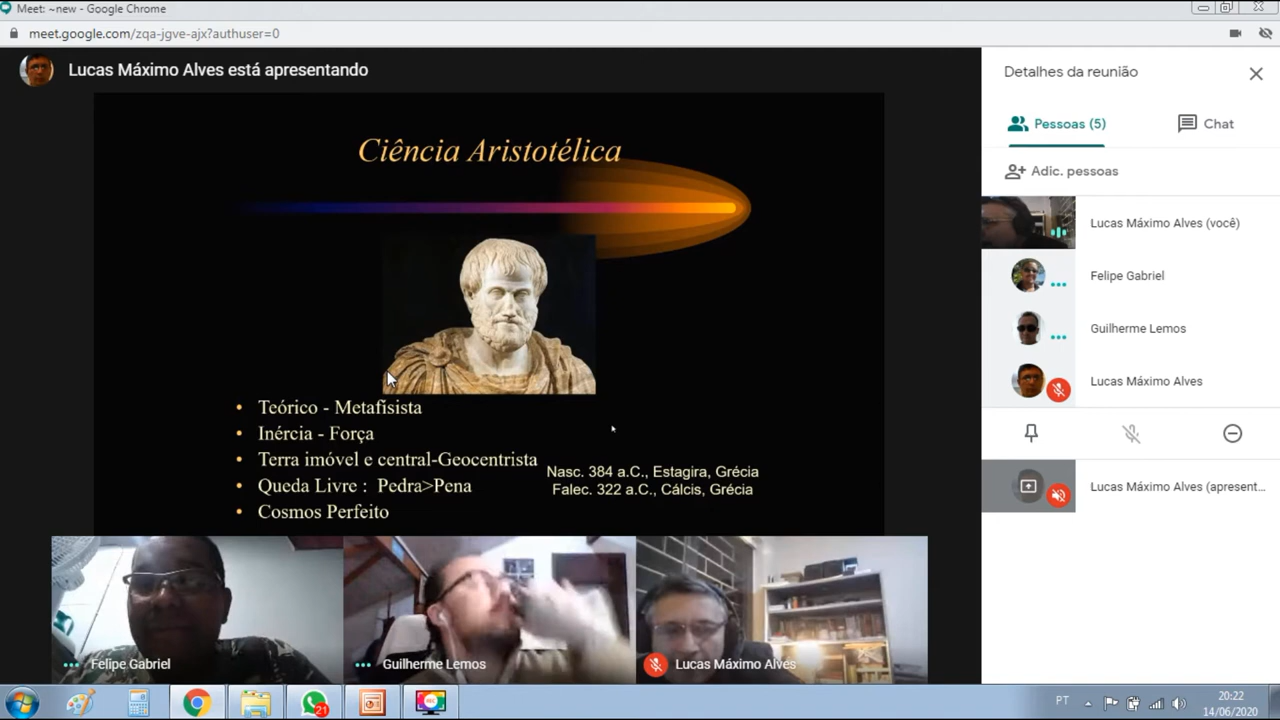 Meet: ~new - Google Chrome
meet.google.com/zqa-jgve-ajx?authuser=0
Lucas Máximo Alves está apresentando
Ciência Aristotélica
• Teórico - Metafísista
• Inércia - Força
• Terra imóvel e central-Geocentrista
• Queda Livre : Pedra>Pena
• Cosmos Perfeito
Nasc. 384 a.C., Estagira, Grécia
Falec. 322 a.C., Cálcis, Grécia
Felipe Gabriel
Guilherme Lemos
Lucas Máximo Alves
Detalhes da reunião
Pessoas (5)
Chat
Adic. pessoas
Lucas Máximo Alves (você)
Felipe Gabriel
Guilherme Lemos
Lucas Máximo Alves
Lucas Máximo Alves (apresent...
21
REC
PT
20:22
14/06/2020